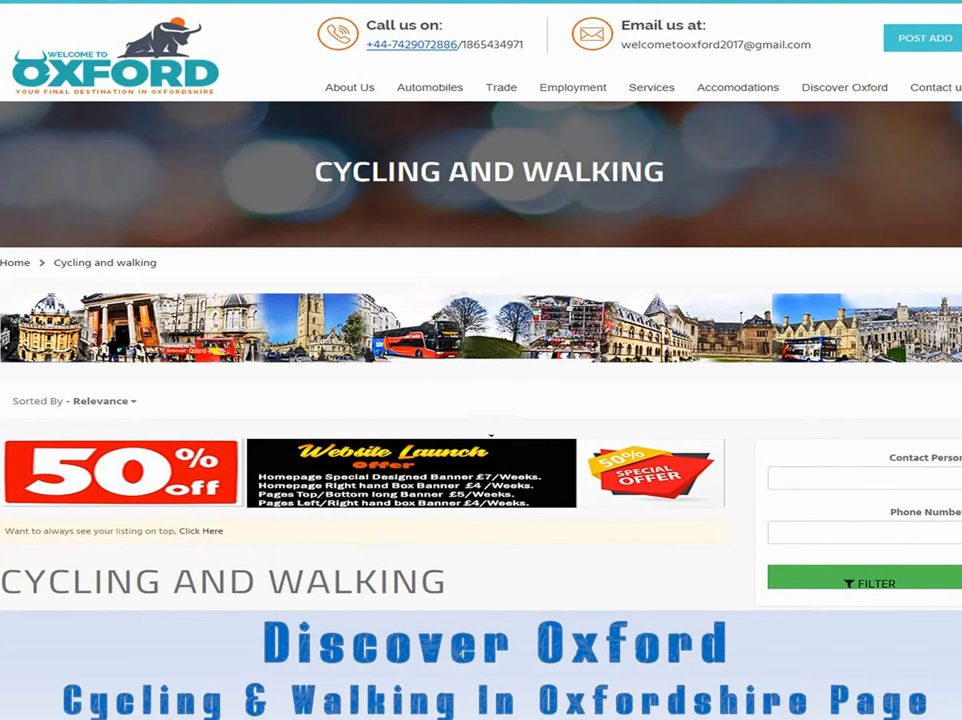 WELCOME TO
OXFORD
YOUR FINAL DESTINATION IN OXFORDSHIRE
Call us on:
+44-7429072886/1865434971
Email us at:
welcometooxford2017@gmail.com
POST ADD
About Us Automobiles Trade Employment Services Accomodations Discover Oxford Contact u
CYCLING AND WALKING
Home > Cycling and walking
Sorted By - Relevance
50% off
Website Launch
Offer
Homepage Special Designed Banner £7/Weeks.
Homepage Right hand Box Banner £4 /Weeks.
Pages Top/Bottom long Banner £5/Weeks.
Pages Left/Right hand box Banner £4/Weeks.
50%
SPECIAL
OFFER
Contact Person
Phone Numbe
FILTER
Want to always see your listing on top, Click Here
CYCLING AND WALKING
Discover Oxford
Cycling & Walking In Oxfordshire Page